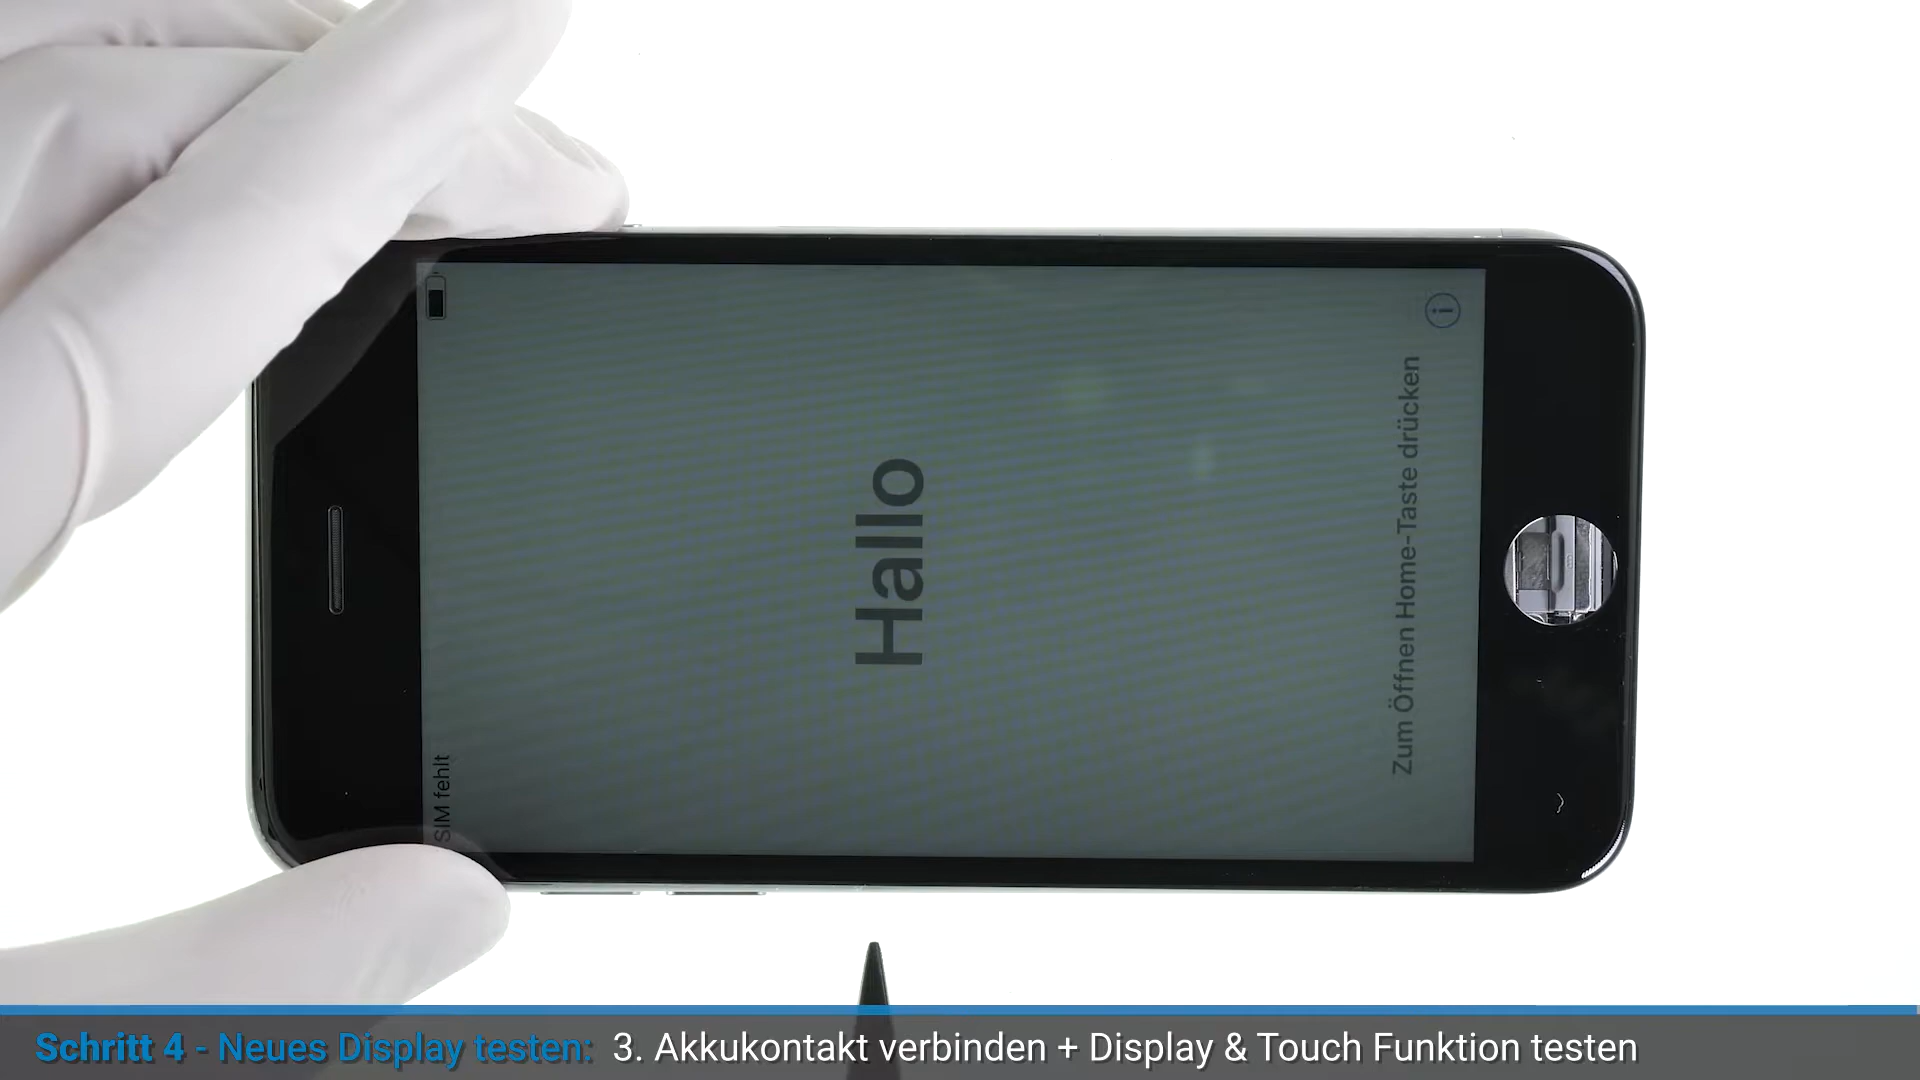 SIM fehlt
Hallo
Zum Öffnen Home-Taste drücken
Schritt 4 - Neues Display testen: 3. Akkukontakt verbinden + Display & Touch Funktion testen